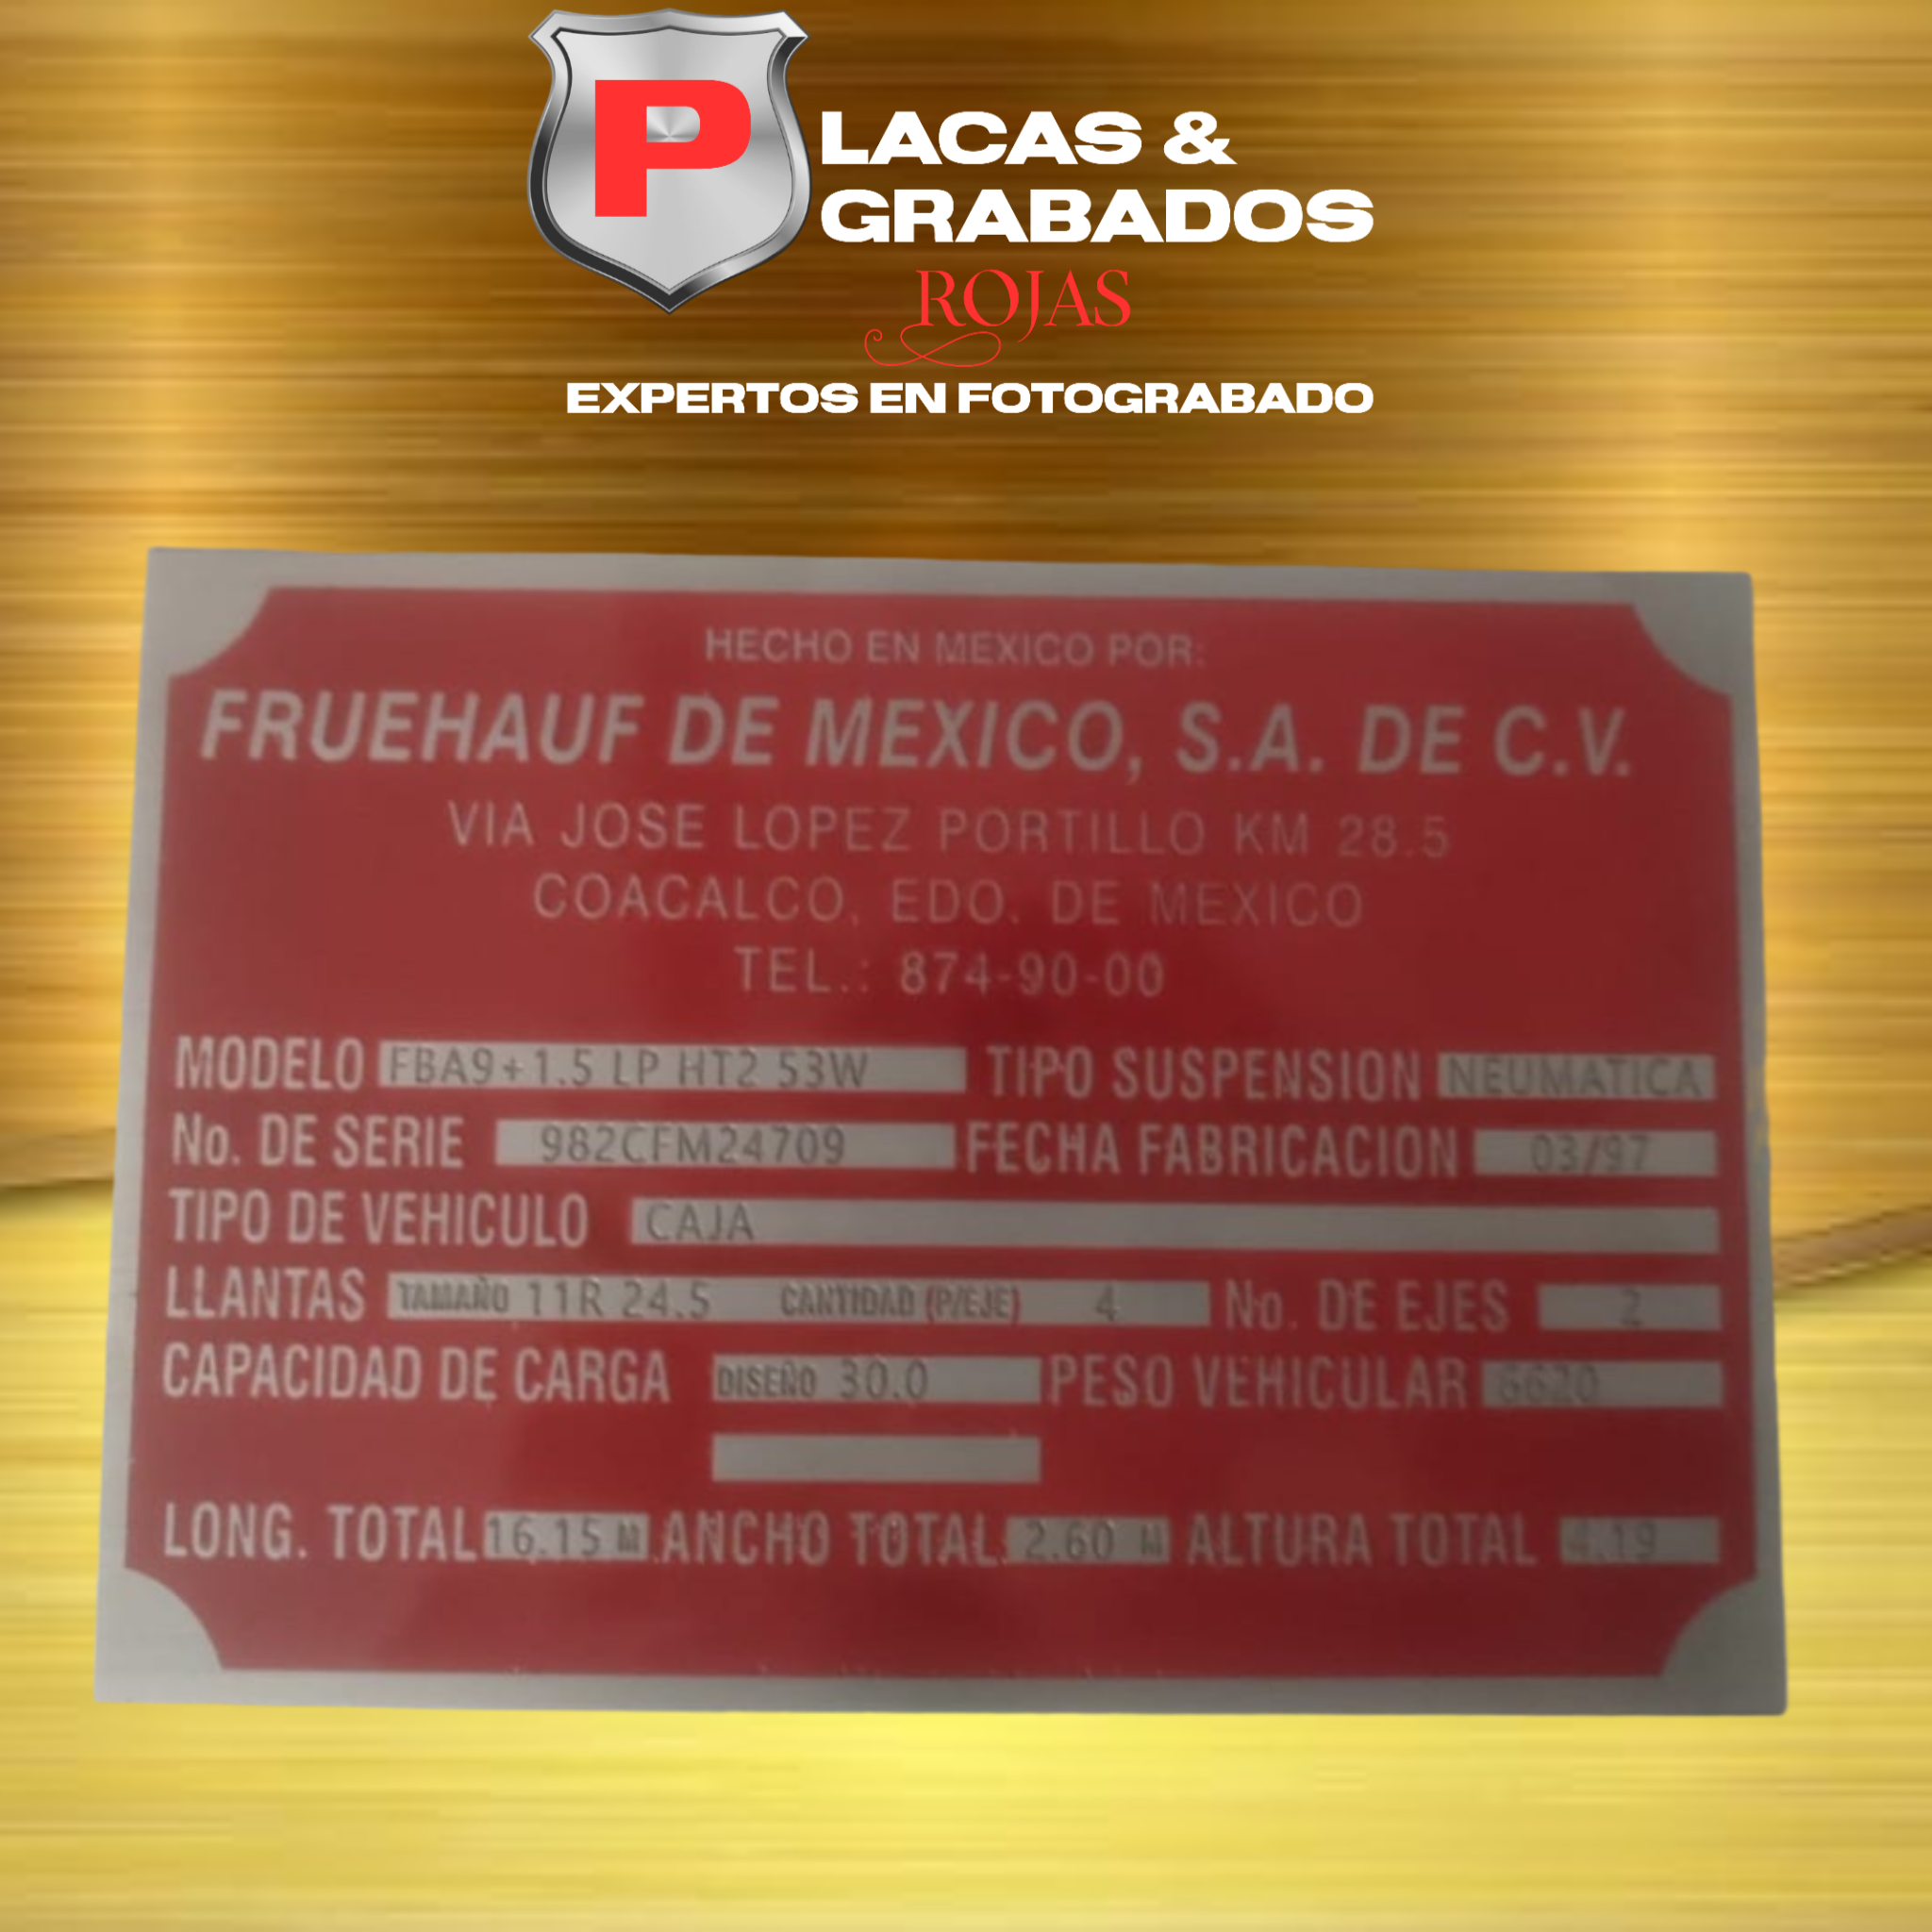 PLACAS &
GRABADOS
ROJAS
EXPERTOS EN FOTOGRABADO
HECHO EN MEXICO POR:
FRUEHAUF DE MEXICO, S.A. DE C.V.
VIA JOSE LOPEZ PORTILLO KM 28.5
COACALCO, EDO. DE MEXICO
TEL.: 874-90-00
MODELO FBA9+1.5 LP HT2 53W TIPO SUSPENSION NEUMATICA
No. DE SERIE 982CFM24709 FECHA FABRICACION 03/97
TIPO DE VEHICULO CAJA
LLANTAS TAMAÑO 11R 24.5 CANTIDAD (P/EJE) 4 No. DE EJES 2
CAPACIDAD DE CARGA DISEÑO 30.0 PESO VEHICULAR
LONG. TOTAL 16.15 M ANCHO TOTAL 2.60 M ALTURA TOTAL 4.19